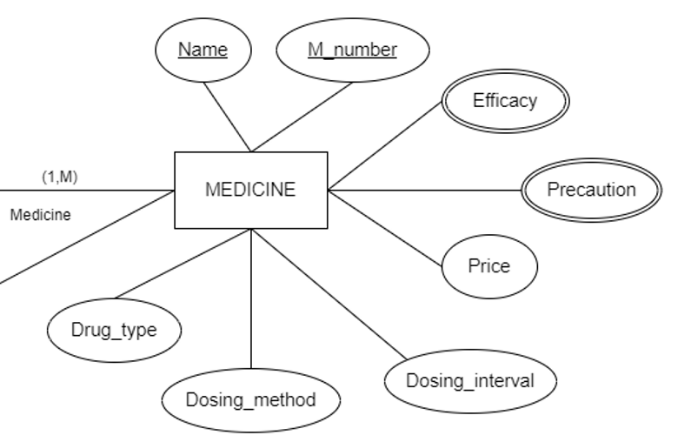 Name
M_number
Efficacy
(1,M)
MEDICINE
Precaution
Medicine
Price
Drug_type
Dosing_method
Dosing_interval